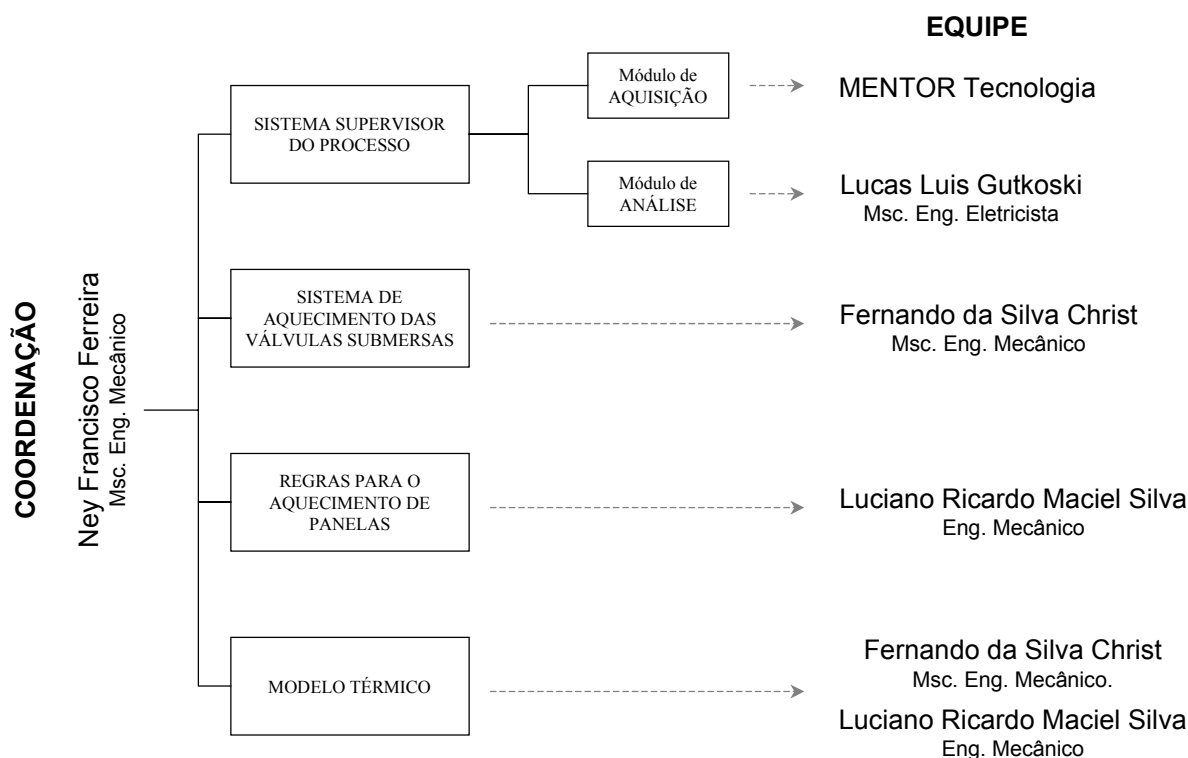 EQUIPE
COORDENAÇÃO
Ney Francisco Ferreira
Msc. Eng. Mecânico
SISTEMA SUPERVISOR
DO PROCESSO
Módulo de
AQUISIÇÃO
MENTOR Tecnologia
Módulo de
ANÁLISE
Lucas Luis Gutkoski
Msc. Eng. Eletricista
SISTEMA DE
AQUECIMENTO DAS
VÁLVULAS SUBMERSAS
Fernando da Silva Christ
Msc. Eng. Mecânico
REGRAS PARA O
AQUECIMENTO DE
PANELAS
Luciano Ricardo Maciel Silva
Eng. Mecânico
MODELO TÉRMICO
Fernando da Silva Christ
Msc. Eng. Mecânico.
Luciano Ricardo Maciel Silva
Eng. Mecânico